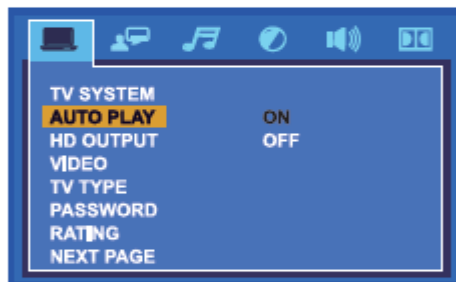 TV SYSTEM
AUTO PLAY ON
HD OUTPUT OFF
VIDEO
TV TYPE
PASSWORD
RATING
NEXT PAGE